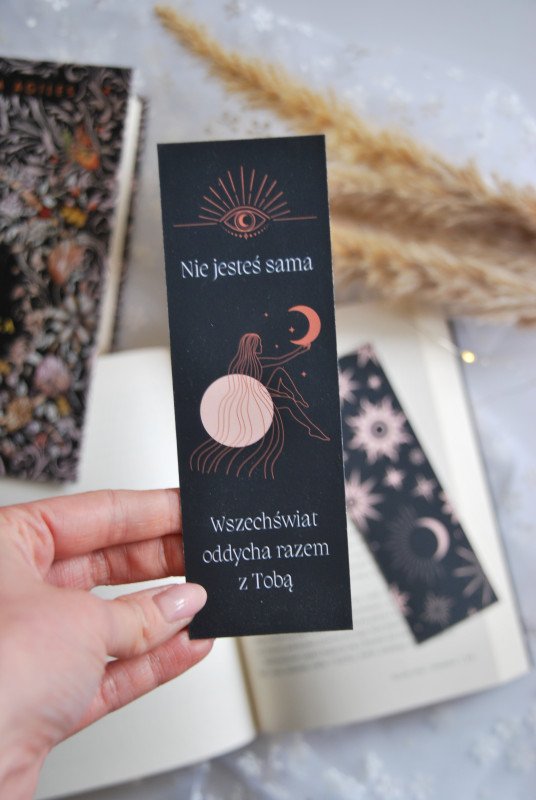 Nie jesteś sama
Wszechświat
oddycha razem
z Tobą